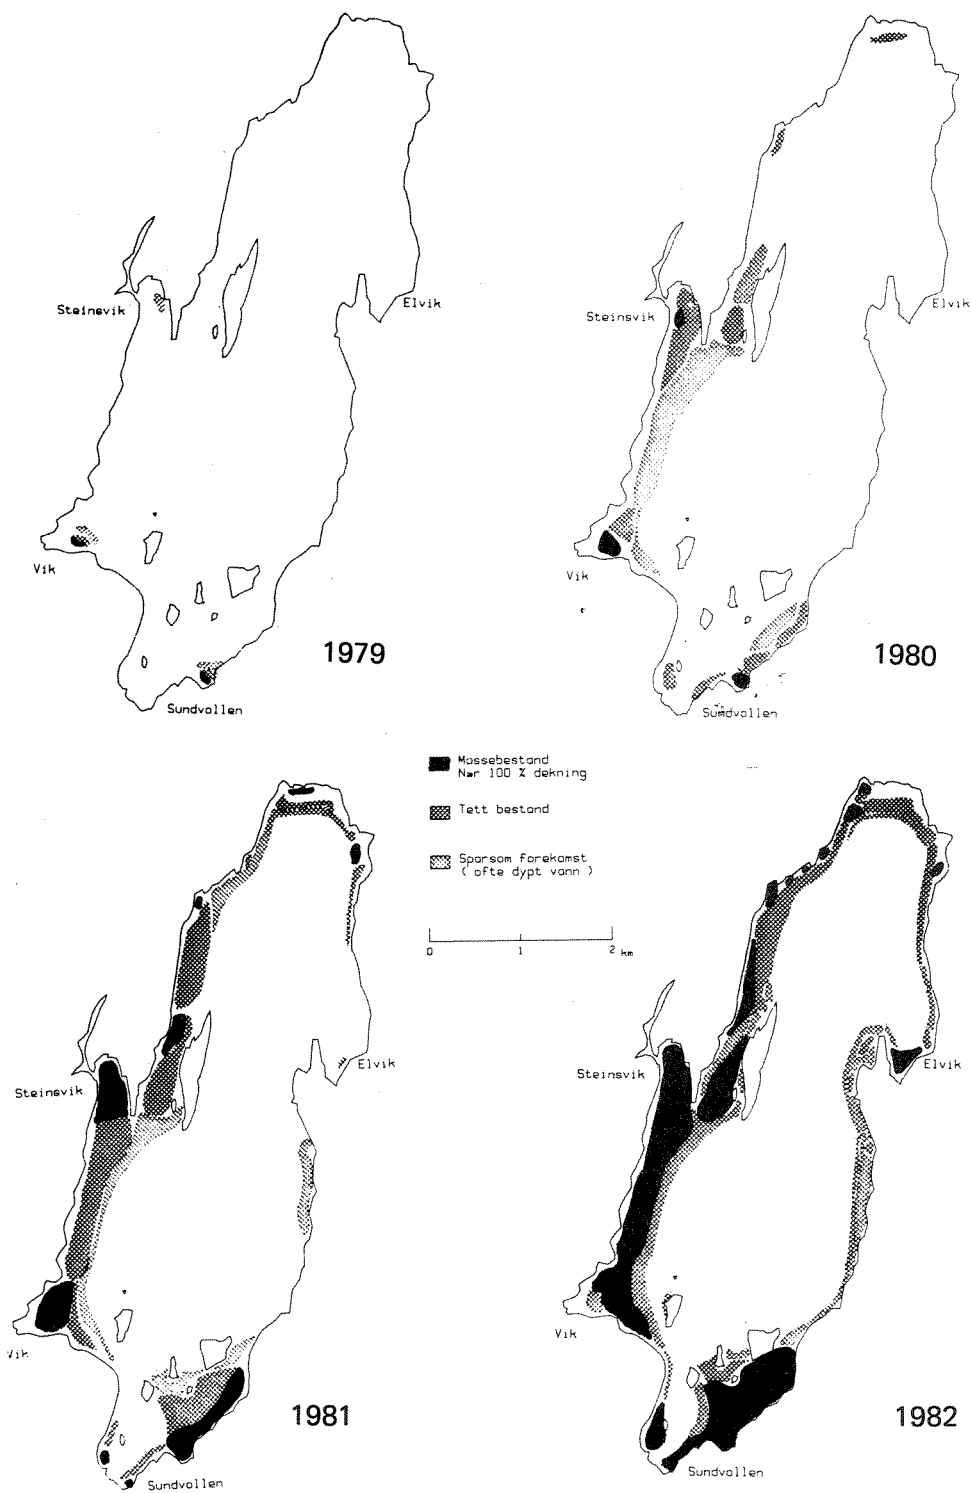 Steinsvik
Elvik
Vik
1979
Sundvollen
Steinsvik
Elvik
Vik
1980
Sundvollen
Massebestand
Nær 100 % dekning
Tett bestand
Sparsom forekomst
( ofte dypt vann )
0 1 2 km
Steinsvik
Elvik
Vik
1981
Sundvollen
Steinsvik
Elvik
Vik
1982
Sundvollen